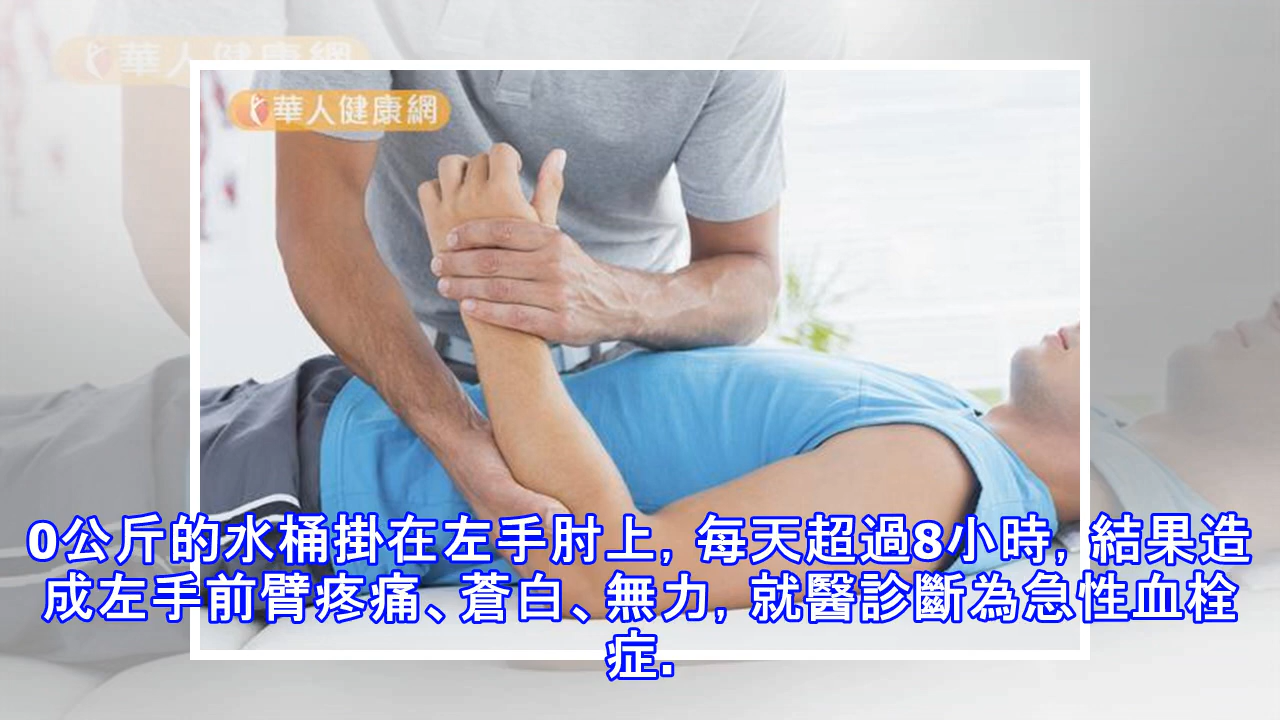 華人健康網
華人健康網
0公斤的水桶掛在左手肘上, 每天超過8小時, 結果造
成左手前臂疼痛、蒼白、無力, 就醫診斷為急性血栓
症.